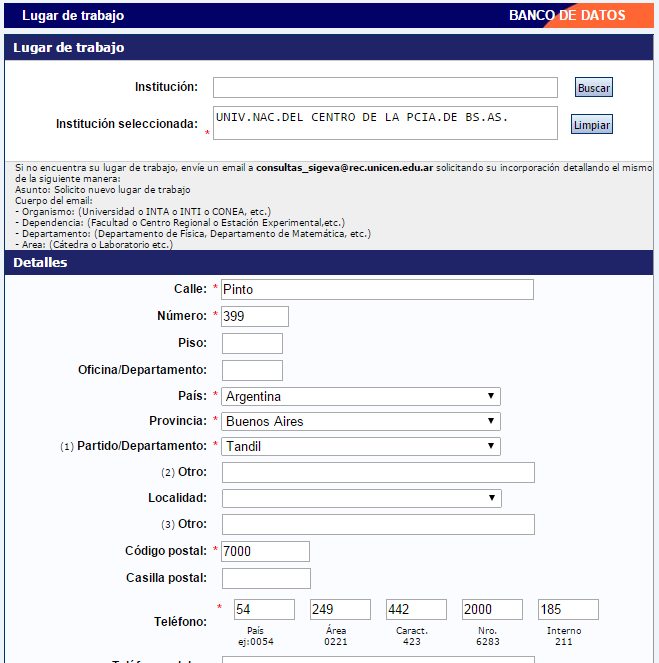 Lugar de trabajo BANCO DE DATOS
Lugar de trabajo
Institución: Buscar
Institución seleccionada: * UNIV.NAC.DEL CENTRO DE LA PCIA.DE BS.AS. Limpiar
Si no encuentra su lugar de trabajo, envíe un email a consultas_sigeva@rec.unicen.edu.ar solicitando su incorporación detallando el mismo
de la siguiente manera:
Asunto: Solicito nuevo lugar de trabajo
Cuerpo del email:
- Organismo: (Universidad o INTA o INTI o CONEA, etc.)
- Dependencia: (Facultad o Centro Regional o Estación Experimental,etc.)
- Departamento: (Departamento de Física, Departamento de Matemática, etc.)
- Area: (Cátedra o Laboratorio etc.)
Detalles
Calle: * Pinto
Número: * 399
Piso:
Oficina/Departamento:
País: * Argentina
Provincia: * Buenos Aires
(1) Partido/Departamento: * Tandil
(2) Otro:
Localidad:
(3) Otro:
Código postal: * 7000
Casilla postal:
Teléfono: * 54 249 442 2000 185
País Área Caract. Nro. Interno
ej:0054 0221 423 6283 211